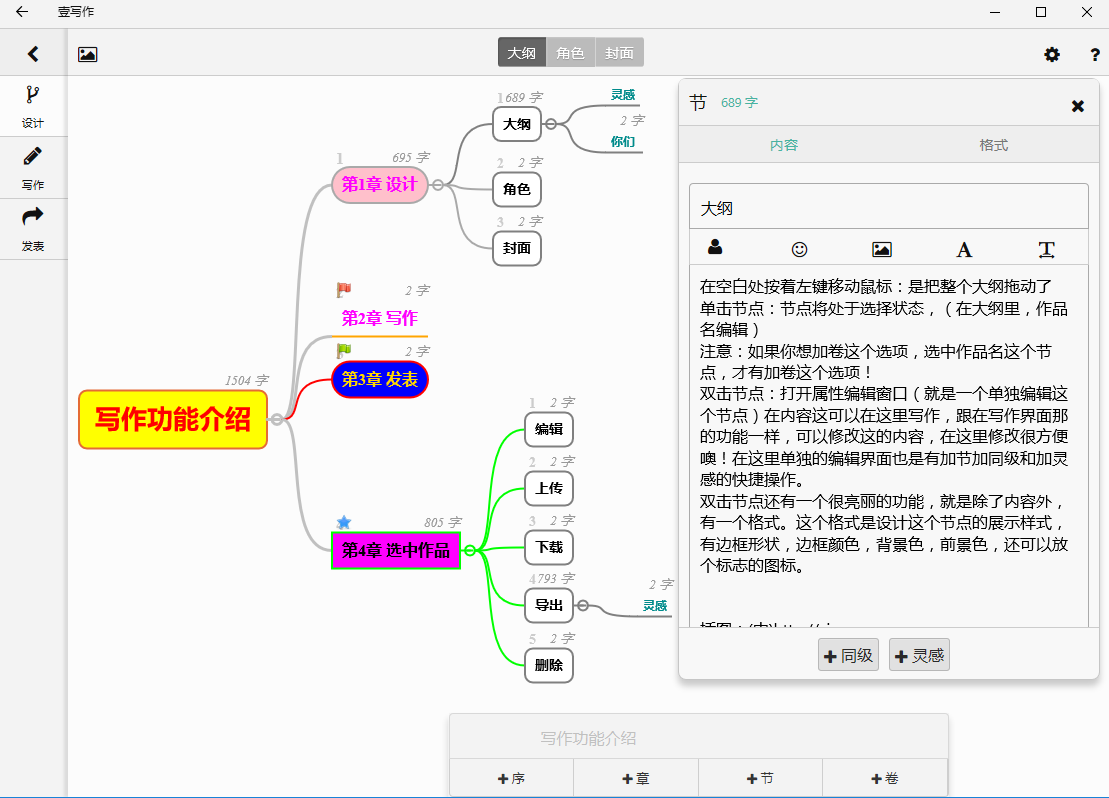 壹写作
大纲 角色 封面
?
设计
写作
发表
写作功能介绍
1504 字
1
695 字
第1章 设计
1
689 字
大纲
灵感
2 字
你们
2
2 字
角色
3
2 字
封面
2 字
第2章 写作
2 字
第3章 发表
805 字
第4章 选中作品
1
2 字
编辑
2
2 字
上传
3
2 字
下载
4
793 字
导出
2 字
灵感
5
2 字
删除
节 689 字
内容 格式
大纲
在空白处按着左键移动鼠标：是把整个大纲拖动了
单击节点：节点将处于选择状态，（在大纲里，作品
名编辑）
注意：如果你想加卷这个选项，选中作品名这个节
点，才有加卷这个选项！
双击节点：打开属性编辑窗口（就是一个单独编辑这
个节点）在内容这可以在这里写作，跟在写作界面那
的功能一样，可以修改这的内容，在这里修改很方便
噢！在这里单独的编辑界面也是有加节加同级和加灵
感的快捷操作。
双击节点还有一个很亮丽的功能，就是除了内容外，
有一个格式。这个格式是设计这个节点的展示样式，
有边框形状，边框颜色，背景色，前景色，还可以放
个标志的图标。
同级 灵感
写作功能介绍
序 章 节 卷